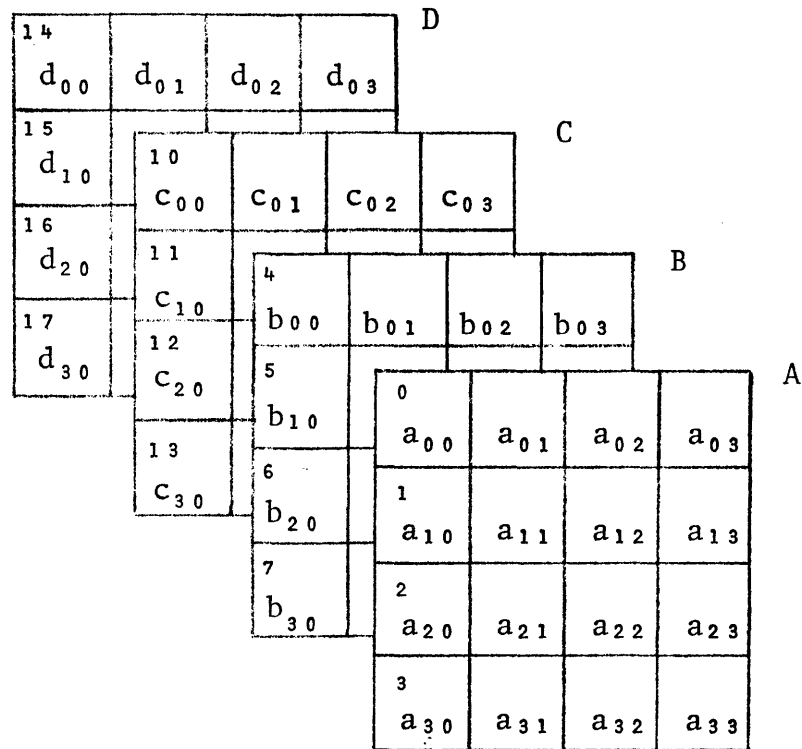 D
14
d00 d01 d02 d03
15
d10
16
d20
17
d30
C
10
c00 c01 c02 c03
11
c10
12
c20
13
c30
B
4
b00 b01 b02 b03
5
b10
6
b20
7
b30
A
0
a00 a01 a02 a03
1
a10 a11 a12 a13
2
a20 a21 a22 a23
3
a30 a31 a32 a33